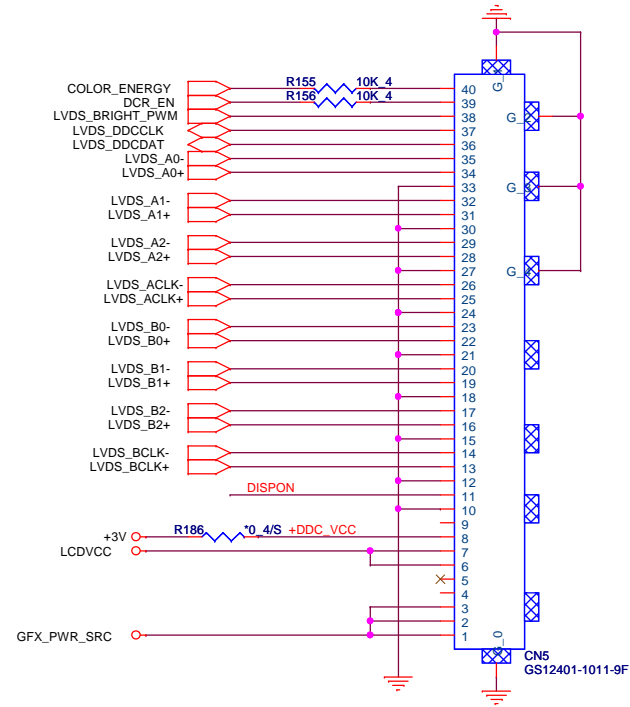 R155 10K_4
COLOR_ENERGY 40
R156 10K_4
DCR_EN 39
LVDS_BRIGHT_PWM 38
LVDS_DDCCLK 37
LVDS_DDCDAT 36
LVDS_A0- 35
LVDS_A0+ 34
33
LVDS_A1- 32
LVDS_A1+ 31
30
LVDS_A2- 29
LVDS_A2+ 28
27
LVDS_ACLK- 26
LVDS_ACLK+ 25
24
LVDS_B0- 23
LVDS_B0+ 22
21
LVDS_B1- 20
LVDS_B1+ 19
18
LVDS_B2- 17
LVDS_B2+ 16
15
LVDS_BCLK- 14
LVDS_BCLK+ 13
12
DISPON 11
10
9
R186 *0_4/S +DDC_VCC
+3V 8
LCDVCC 7
6
5
4
3
2
GFX_PWR_SRC 1
G_0
CN5
GS12401-1011-9F